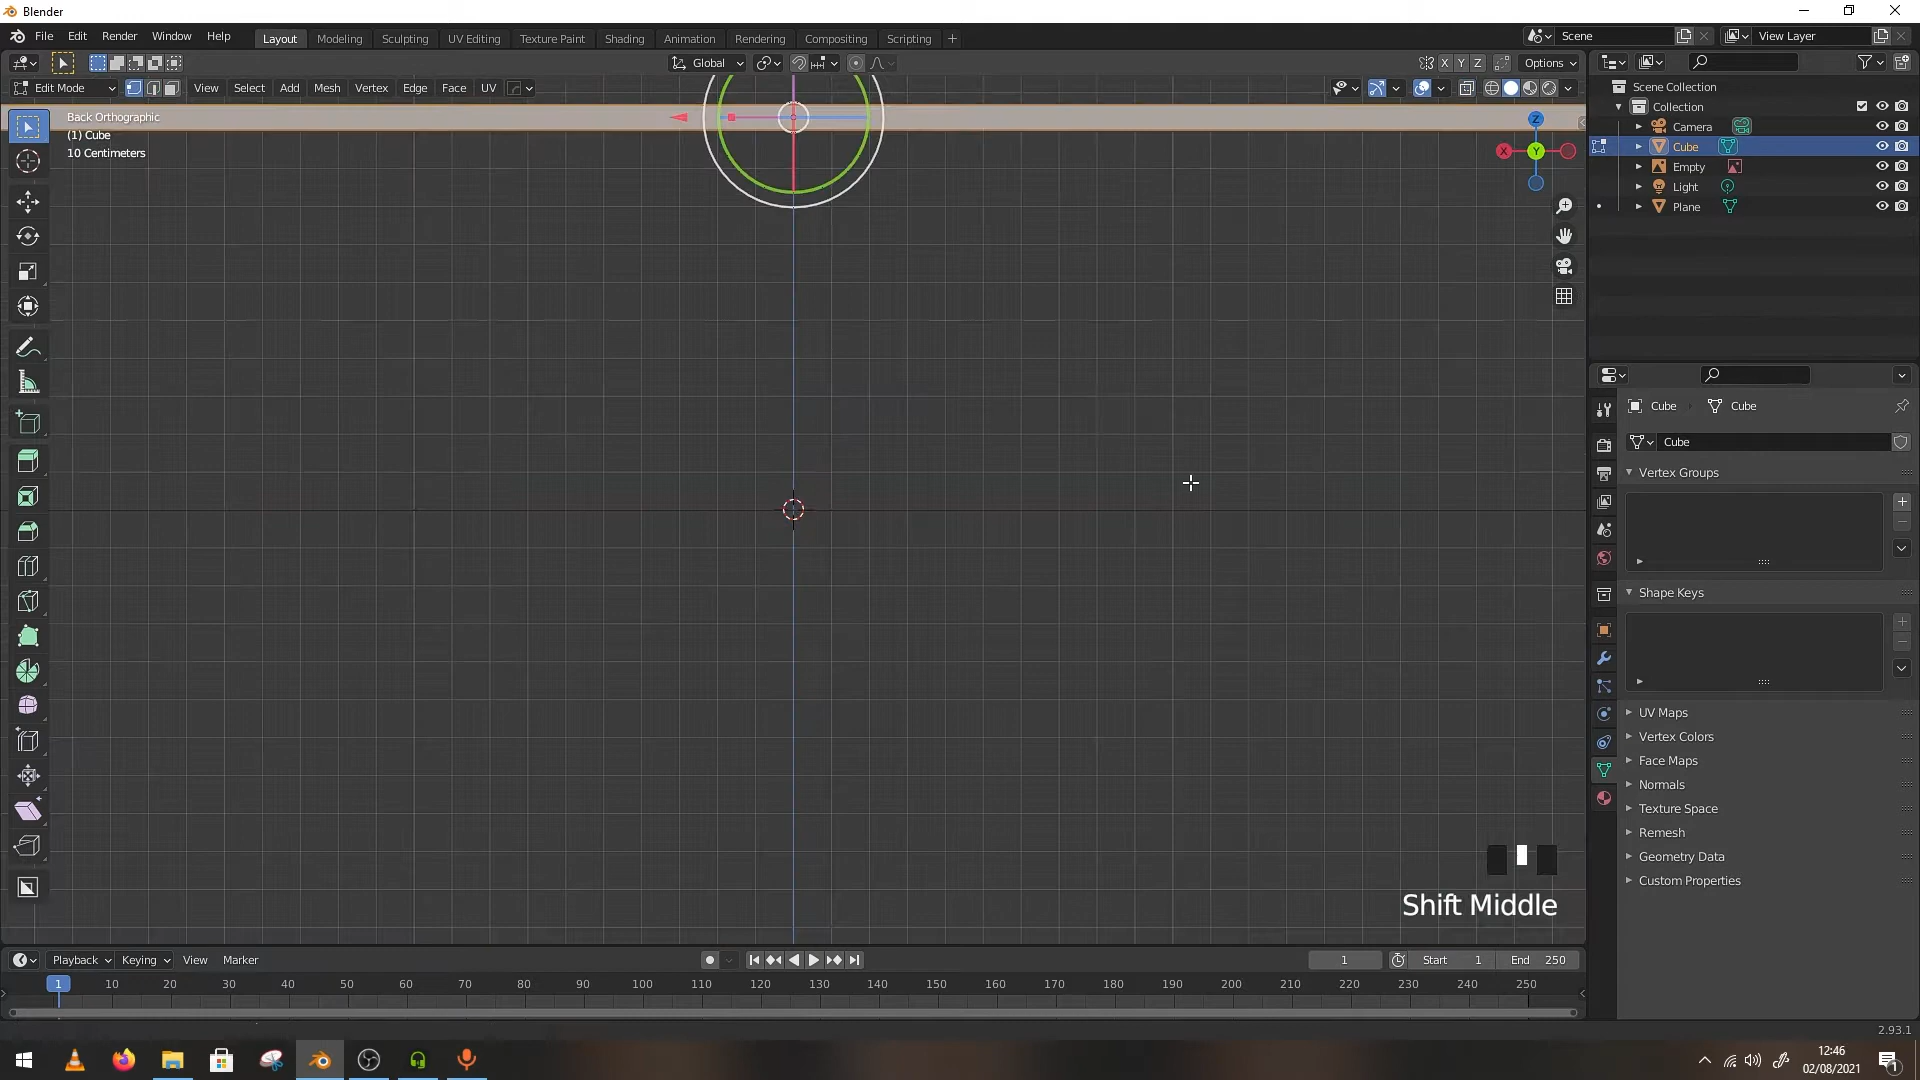 Blender
File Edit Render Window Help
Layout Modeling Sculpting UV Editing Texture Paint Shading Animation Rendering Compositing Scripting +
Scene
View Layer
Global
X Y Z Options
Edit Mode View Select Add Mesh Vertex Edge Face UV
Back Orthographic
(1) Cube
10 Centimeters
Z
X Y
Scene Collection
Collection
Camera
Cube
Empty
Light
Plane
Cube Cube
Cube
Vertex Groups
Shape Keys
UV Maps
Vertex Colors
Face Maps
Normals
Texture Space
Remesh
Geometry Data
Custom Properties
Shift Middle
Playback Keying View Marker
1 Start 1 End 250
1 10 20 30 40 50 60 70 80 90 100 110 120 130 140 150 160 170 180 190 200 210 220 230 240 250
2.93.1
12:46
02/08/2021
1